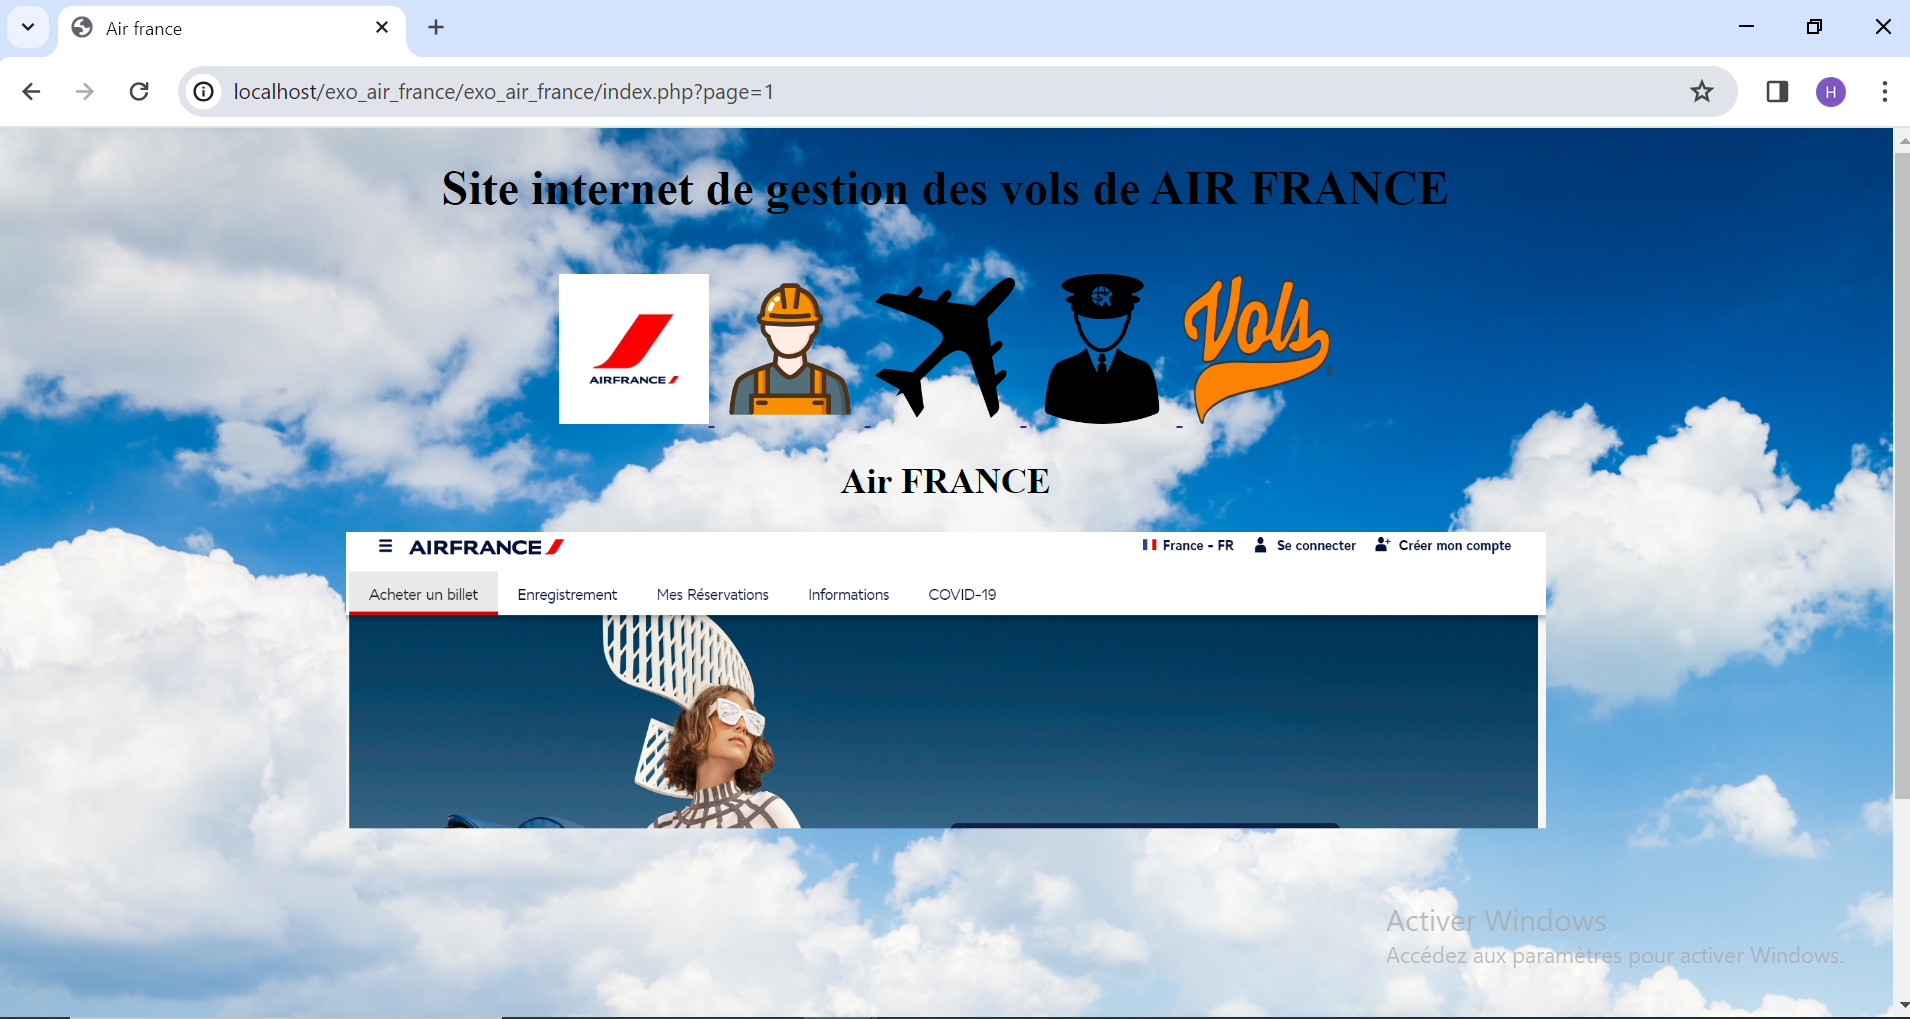 Air france
localhost/exo_air_france/exo_air_france/index.php?page=1
H
Site internet de gestion des vols de AIR FRANCE
AIRFRANCE
Vols
Air FRANCE
AIRFRANCE
France - FR
Se connecter
Créer mon compte
Acheter un billet
Enregistrement
Mes Réservations
Informations
COVID-19
Activer Windows
Accédez aux paramètres pour activer Windows.